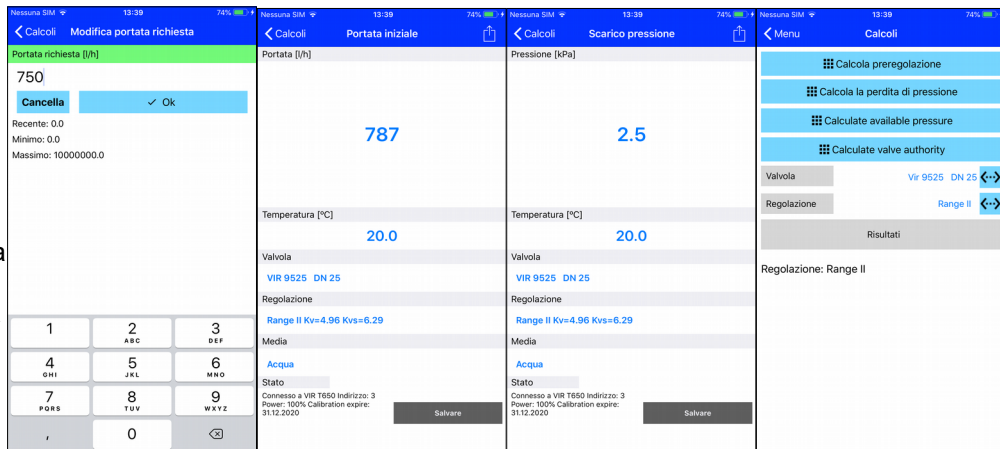 Nessuna SIM 13:39 74%
Calcoli Modifica portata richiesta
Portata richiesta [l/h]
750
Cancella ✓ Ok
Recente: 0.0
Minimo: 0.0
Massimo: 10000000.0
a
1 2 3
ABC DEF
4 5 6
GHI JKL MNO
7 8 9
PQRS TUV WXYZ
, 0
Nessuna SIM 13:39 74%
Calcoli Portata iniziale
Portata [l/h]
787
Temperatura [ºC]
20.0
Valvola
VIR 9525 DN 25
Regolazione
Range II Kv=4.96 Kvs=6.29
Media
Acqua
Stato
Connesso a VIR T650 Indirizzo: 3
Power: 100% Calibration expire:
31.12.2020
Salvare
Nessuna SIM 13:39 74%
Calcoli Scarico pressione
Pressione [kPa]
2.5
Temperatura [ºC]
20.0
Valvola
VIR 9525 DN 25
Regolazione
Range II Kv=4.96 Kvs=6.29
Media
Acqua
Stato
Connesso a VIR T650 Indirizzo: 3
Power: 100% Calibration expire:
31.12.2020
Salvare
Nessuna SIM 13:39 74%
Menu Calcoli
Calcola preregolazione
Calcola la perdita di pressione
Calculate available pressure
Calculate valve authority
Valvola Vir 9525 DN 25
Regolazione Range II
Risultati
Regolazione: Range II